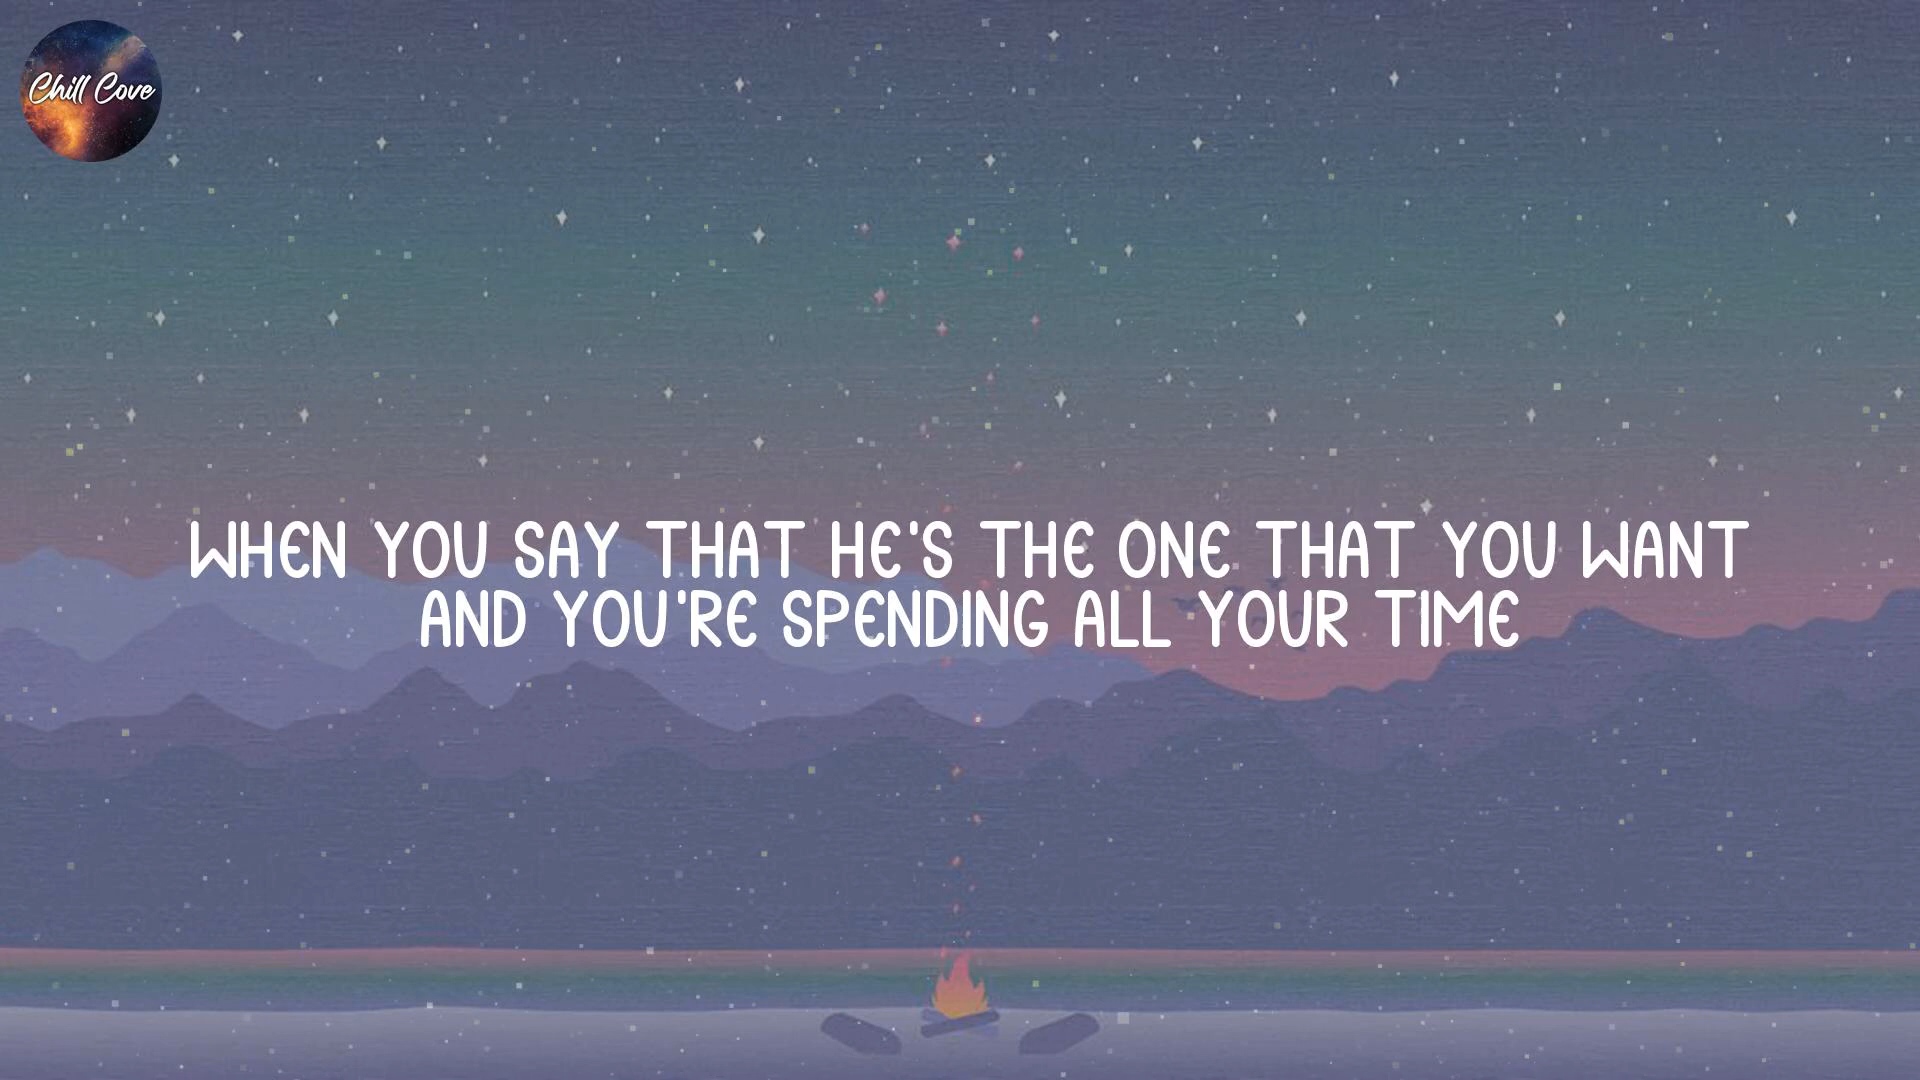 Chill Cove
WHEN YOU SAY THAT HE'S THE ONE THAT YOU WANT
AND YOU'RE SPENDING ALL YOUR TIME